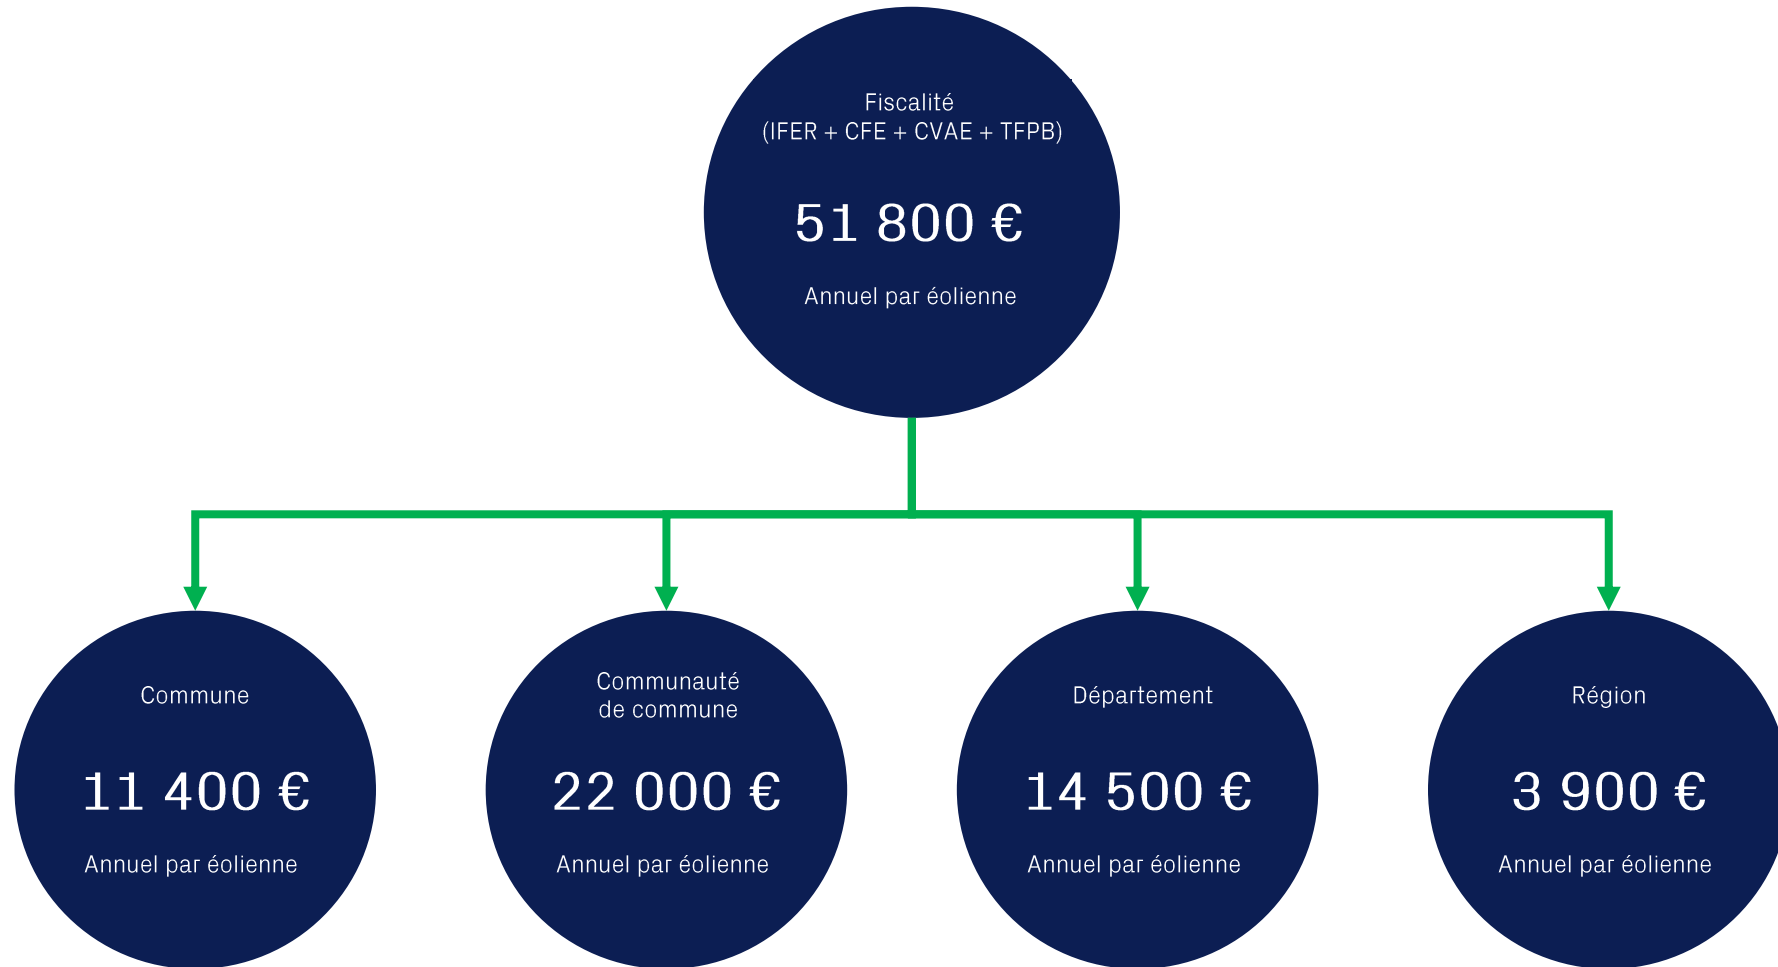 Fiscalité
(IFER + CFE + CVAE + TFPB)
51 800 €
Annuel par éolienne
Commune
11 400 €
Annuel par éolienne
Communauté
de commune
22 000 €
Annuel par éolienne
Département
14 500 €
Annuel par éolienne
Région
3 900 €
Annuel par éolienne